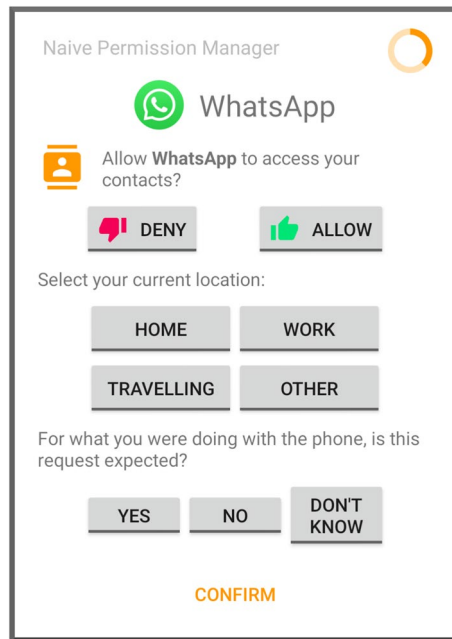 Naive Permission Manager
WhatsApp
Allow WhatsApp to access your
contacts?
DENY
ALLOW
Select your current location:
HOME
WORK
TRAVELLING
OTHER
For what you were doing with the phone, is this
request expected?
YES
NO
DON'T
KNOW
CONFIRM